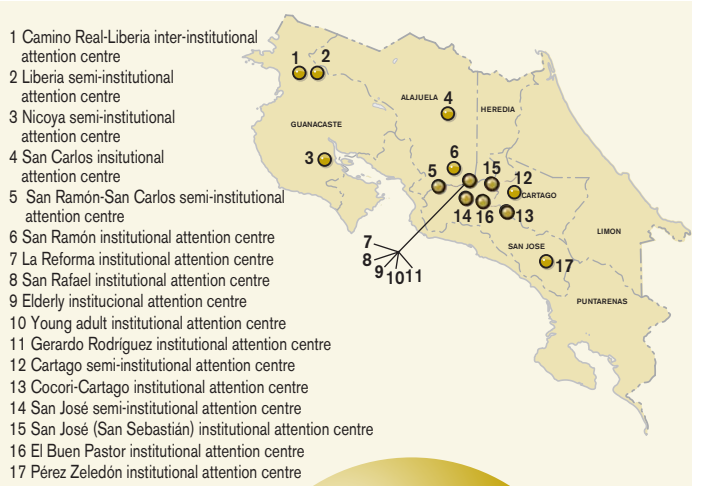 1 Camino Real-Liberia inter-institutional
attention centre
2 Liberia semi-institutional
attention centre
3 Nicoya semi-institutional
attention centre
4 San Carlos insitutional
attention centre
5 San Ramón-San Carlos semi-institutional
attention centre
6 San Ramón institutional attention centre
7 La Reforma institutional attention centre
8 San Rafael institutional attention centre
9 Elderly institucional attention centre
10 Young adult institutional attention centre
11 Gerardo Rodríguez institutional attention centre
12 Cartago semi-institutional attention centre
13 Cocori-Cartago institutional attention centre
14 San José semi-institutional attention centre
15 San José (San Sebastián) institutional attention centre
16 El Buen Pastor institutional attention centre
17 Pérez Zeledón institutional attention centre
1 2
ALAJUELA 4
HEREDIA
GUANACASTE
3
6
5
15
12
CARTAGO
14 16 13
LIMON
7
8
9 10 11
SAN JOSE
17
PUNTARENAS